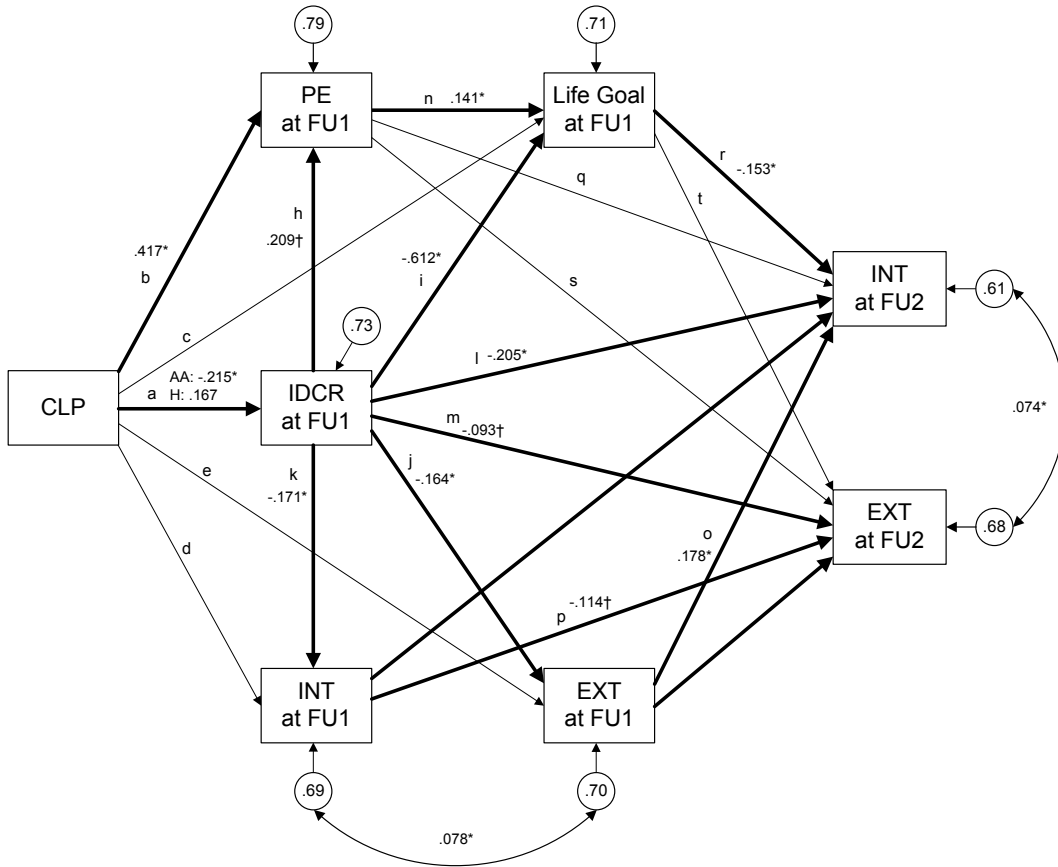 .79
.71
PE
at FU1
n
.141*
Life Goal
at FU1
r
-.153*
q
t
h
.209†
-.612*
i
.417*
b
s
INT
at FU2
.61
c
.73
l
-.205*
CLP
a
AA: -.215*
H: .167
IDCR
at FU1
m
-.093†
.074*
e
k
-.171*
j
-.164*
EXT
at FU2
.68
o
.178*
d
-.114†
p
INT
at FU1
EXT
at FU1
.69
.70
.078*